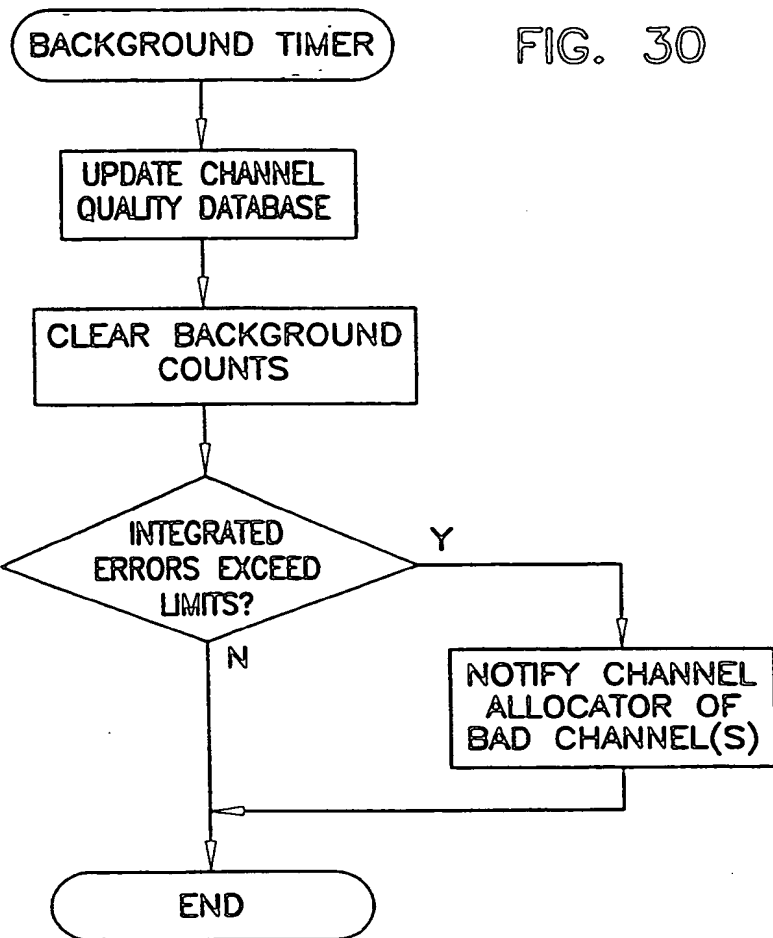 BACKGROUND TIMER
FIG. 30
UPDATE CHANNEL
QUALITY DATABASE
CLEAR BACKGROUND
COUNTS
INTEGRATED
ERRORS EXCEED
LIMITS?
Y
N
NOTIFY CHANNEL
ALLOCATOR OF
BAD CHANNEL(S)
END